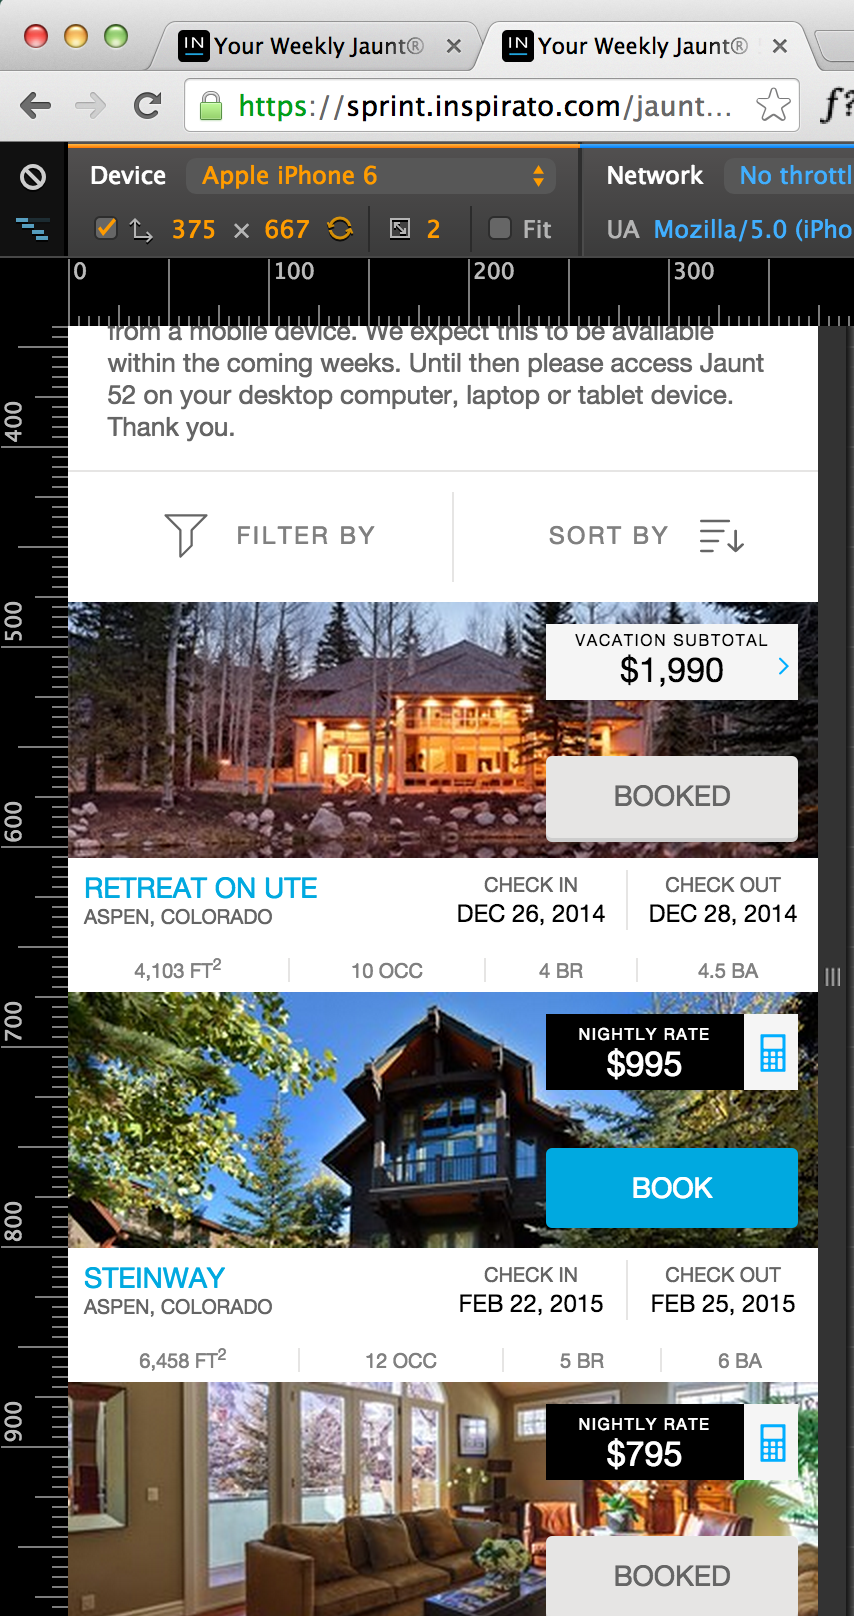 IN Your Weekly Jaunt® ×
IN Your Weekly Jaunt® ×
https://sprint.inspirato.com/jaunt...
f?
Device Apple iPhone 6
Network No throttl
375 × 667 2 Fit
UA Mozilla/5.0 (iPho
0 100 200 300
from a mobile device. We expect this to be available
within the coming weeks. Until then please access Jaunt
52 on your desktop computer, laptop or tablet device.
Thank you.
400
FILTER BY
SORT BY
500
VACATION SUBTOTAL
$1,990
BOOKED
600
RETREAT ON UTE
ASPEN, COLORADO
CHECK IN
DEC 26, 2014
CHECK OUT
DEC 28, 2014
4,103 FT²
10 OCC
4 BR
4.5 BA
700
NIGHTLY RATE
$995
BOOK
800
STEINWAY
ASPEN, COLORADO
CHECK IN
FEB 22, 2015
CHECK OUT
FEB 25, 2015
6,458 FT²
12 OCC
5 BR
6 BA
900
NIGHTLY RATE
$795
BOOKED